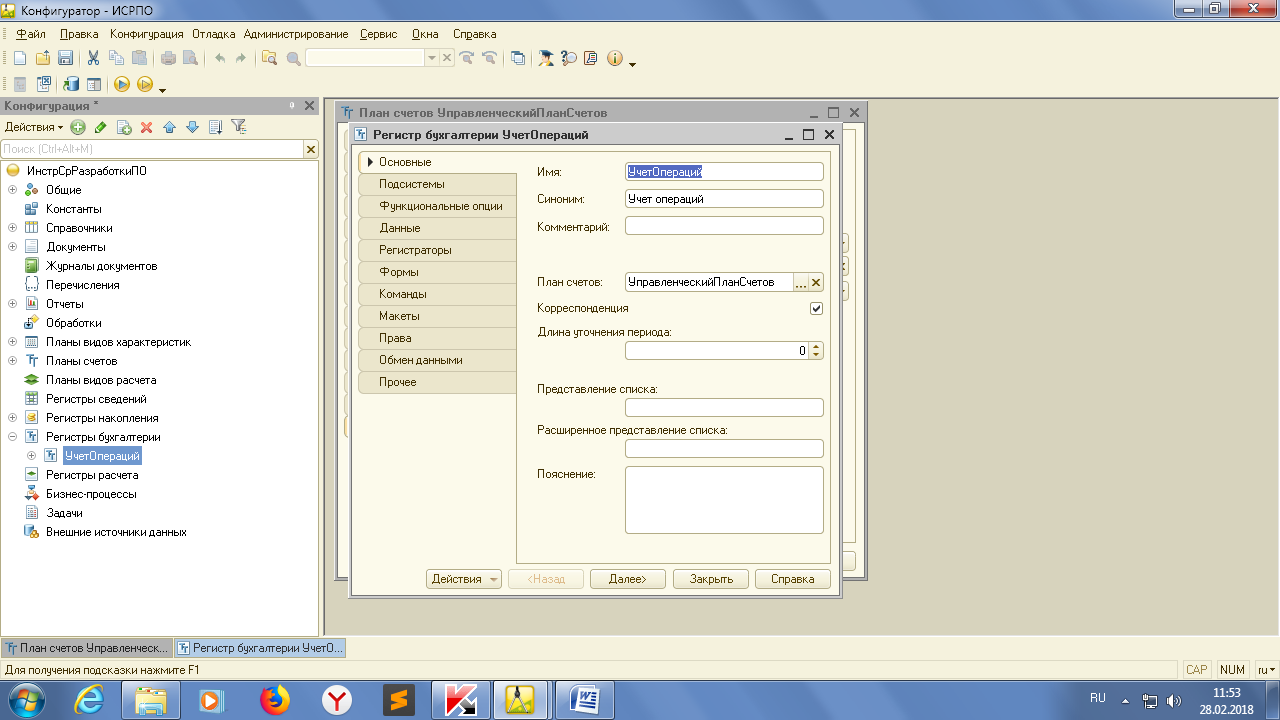 Конфигуратор - ИСРПО
Файл Правка Конфигурация Отладка Администрирование Сервис Окна Справка
Конфигурация *
Действия
Поиск (Ctrl+Alt+M)
ИнстрСрРазработкиПО
Общие
Константы
Справочники
Документы
Журналы документов
Перечисления
Отчеты
Обработки
Планы видов характеристик
Планы счетов
Планы видов расчета
Регистры сведений
Регистры накопления
Регистры бухгалтерии
УчетОпераций
Регистры расчета
Бизнес-процессы
Задачи
Внешние источники данных
План счетов УправленческийПланСчетов
Регистр бухгалтерии УчетОпераций
Основные
Подсистемы
Функциональные опции
Данные
Регистраторы
Формы
Команды
Макеты
Права
Обмен данными
Прочее
Имя: УчетОпераций
Синоним: Учет операций
Комментарий:
План счетов: УправленческийПланСчетов ...
Корреспонденция
Длина уточнения периода:
0
Представление списка:
Расширенное представление списка:
Пояснение:
Действия <Назад Далее> Закрыть Справка
План счетов Управленческ... Регистр бухгалтерии УчетО...
Для получения подсказки нажмите F1 CAP NUM ru
RU 11:53
28.02.2018